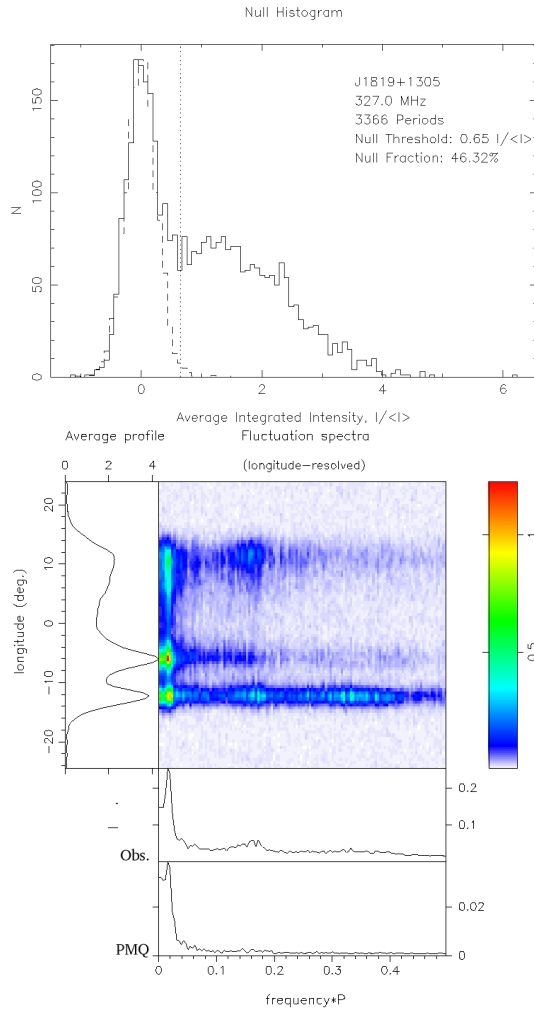 Null Histogram
J1819+1305
327.0 MHz
3366 Periods
Null Threshold: 0.65 I/<I>
Null Fraction: 46.32%
150
100
50
0
N
0 2 4 6
Average Integrated Intensity, I/<I>
Average profile Fluctuation spectra
0 2 4 (longitude-resolved)
longitude (deg.)
20
10
0
-10
-20
1
0.5
Obs.
0.2
0.1
PMQ
0.02
0
0 0.1 0.2 0.3 0.4
frequency*P